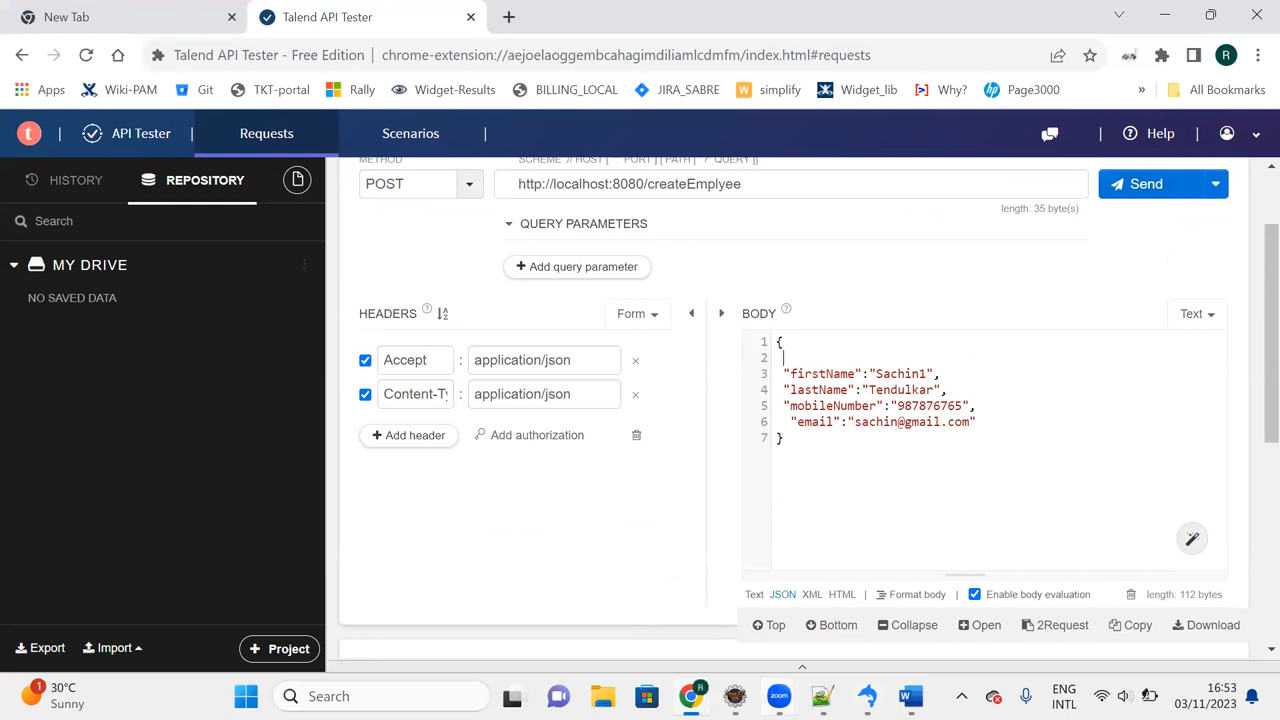 New Tab
Talend API Tester
Talend API Tester - Free Edition | chrome-extension://aejoelaoggembcahagimdiliamlcdmfm/index.html#requests
R
Apps Wiki-PAM Git TKT-portal Rally Widget-Results BILLING_LOCAL JIRA_SABRE simplify Widget_lib Why? Page3000 » All Bookmarks
t | API Tester | Requests Scenarios | | Help |
HISTORY REPOSITORY
Search
MY DRIVE
NO SAVED DATA
METHOD SCHEME :// HOST [ ":" PORT ] [ PATH [ "?" QUERY ]]
POST http://localhost:8080/createEmplyee Send
length: 35 byte(s)
QUERY PARAMETERS
+ Add query parameter
HEADERS ? Form
Accept : application/json ×
Content-Ty : application/json ×
+ Add header Add authorization
BODY ? Text
1 {
2
3 "firstName":"Sachin1",
4 "lastName":"Tendulkar",
5 "mobileNumber":"987876765",
6 "email":"sachin@gmail.com"
7 }
Text JSON XML HTML | Format body | Enable body evaluation length: 112 bytes
Top Bottom Collapse Open 2Request Copy Download
Export Import + Project
1 30°C
Sunny
Search
R
zoom
W
ENG
INTL
16:53
03/11/2023